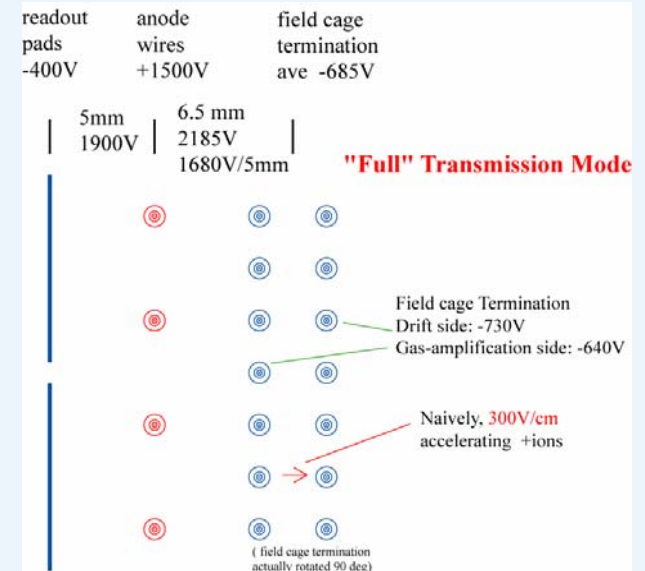 readout
pads
-400V
anode
wires
+1500V
field cage
termination
ave -685V
5mm
1900V
6.5 mm
2185V
1680V/5mm
"Full" Transmission Mode
Field cage Termination
Drift side: -730V
Gas-amplification side: -640V
Naively, 300V/cm
accelerating +ions
( field cage termination
actually rotated 90 deg)